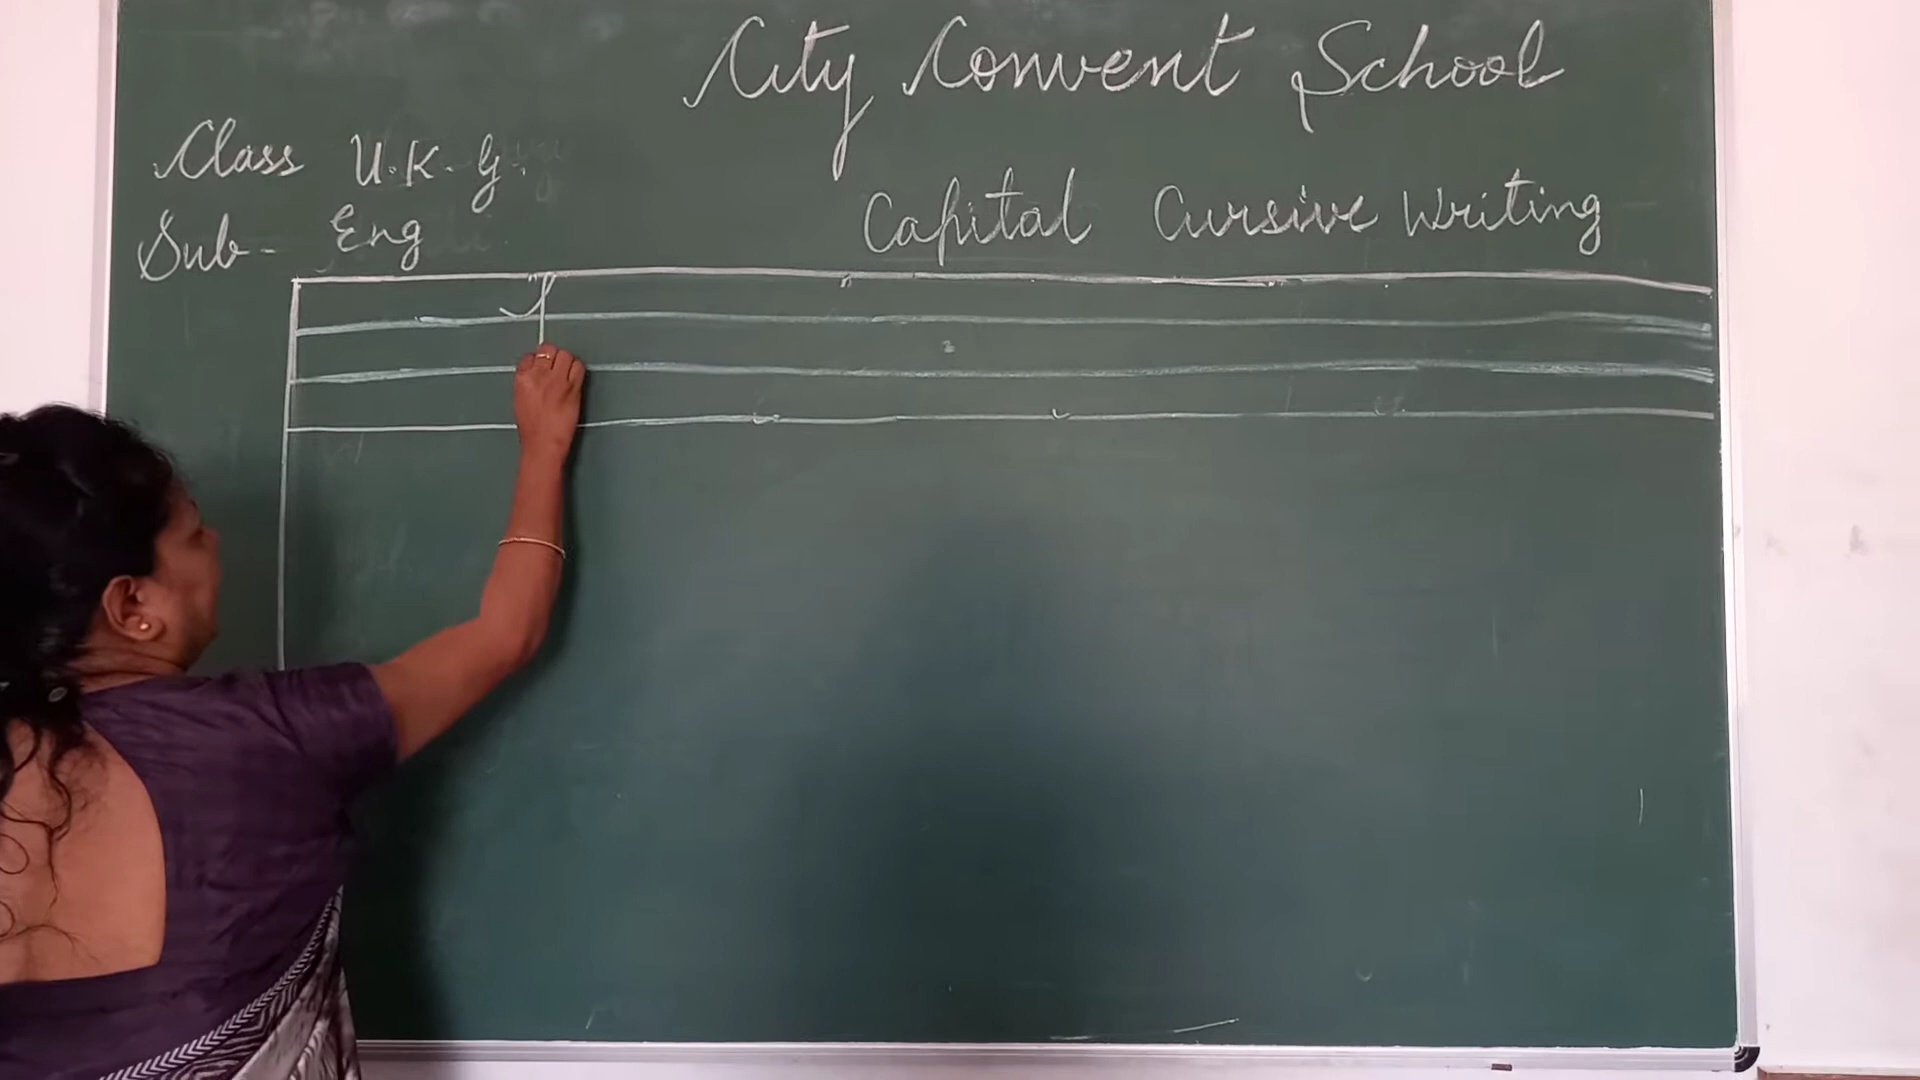 City Convent School
Class U.K.G.
Capital Cursive Writing
Sub- Eng